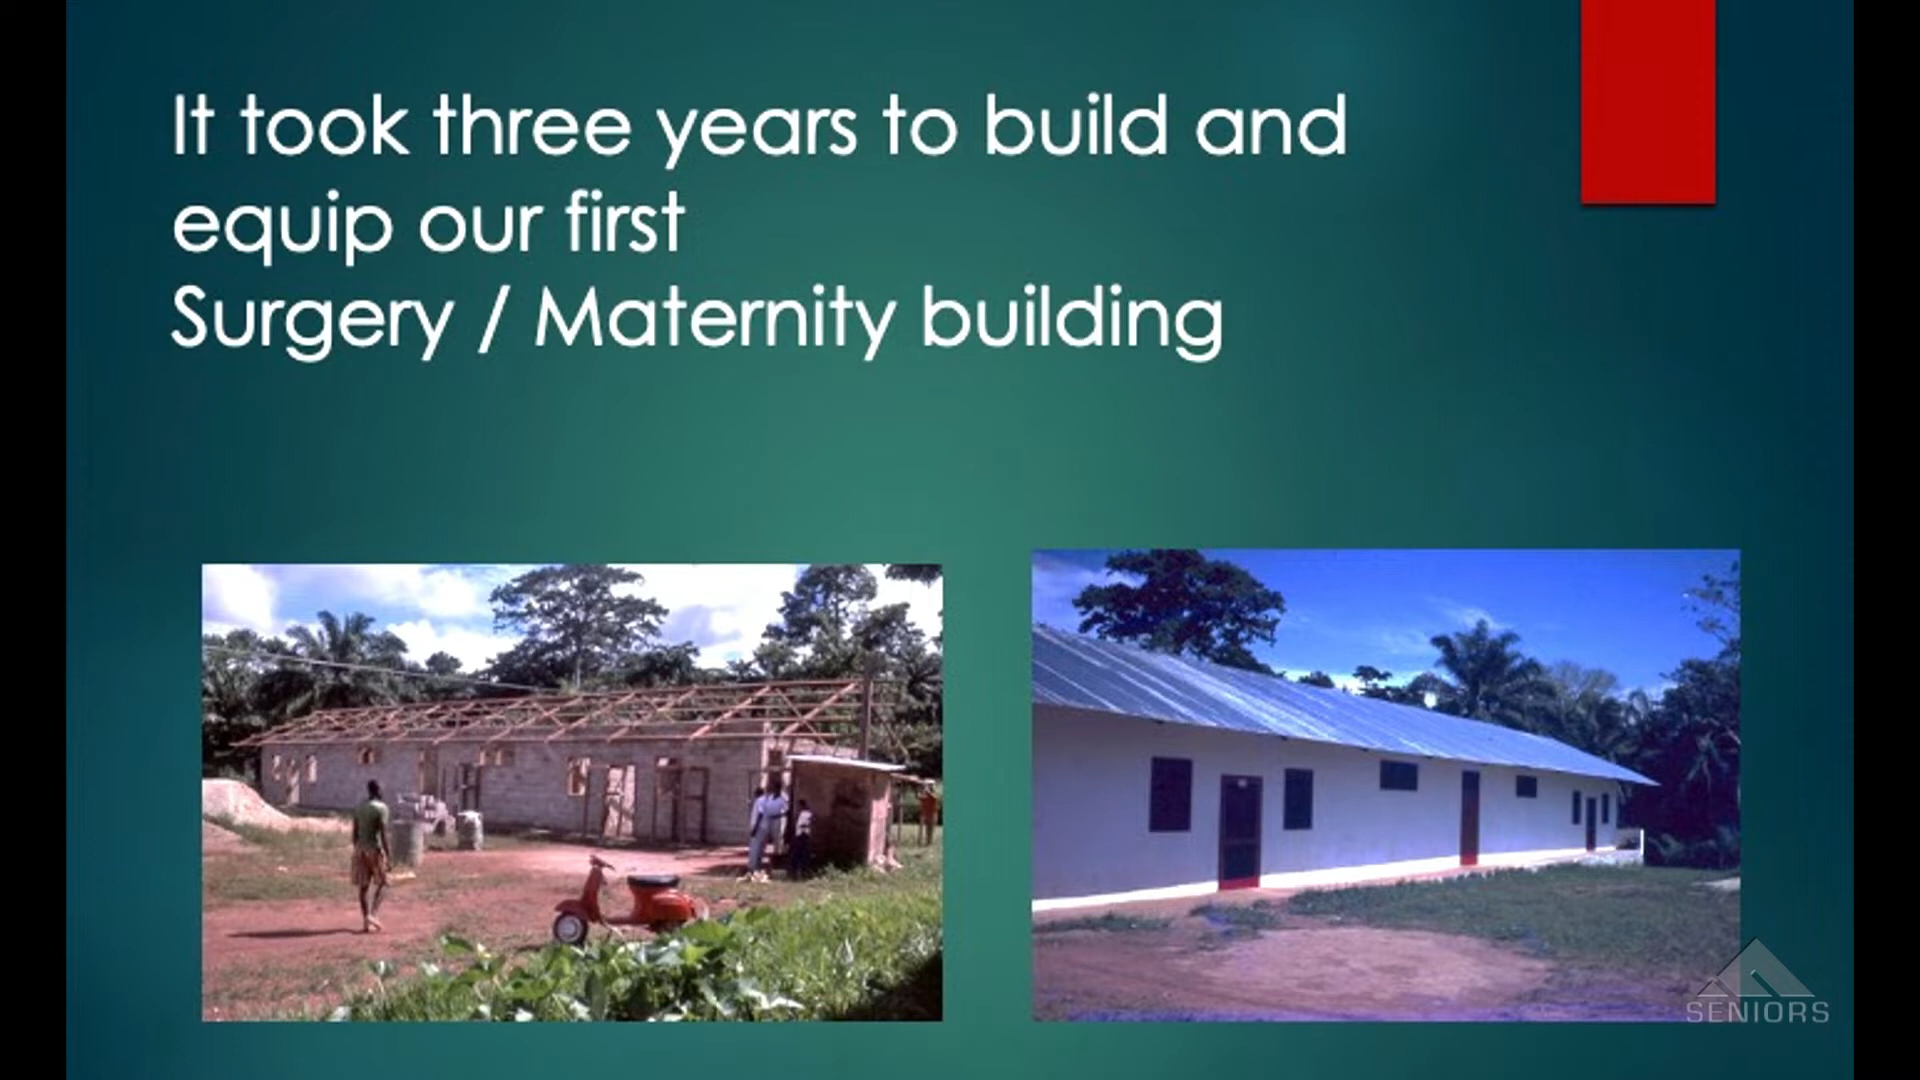 It took three years to build and
equip our first
Surgery / Maternity building
SENIORS